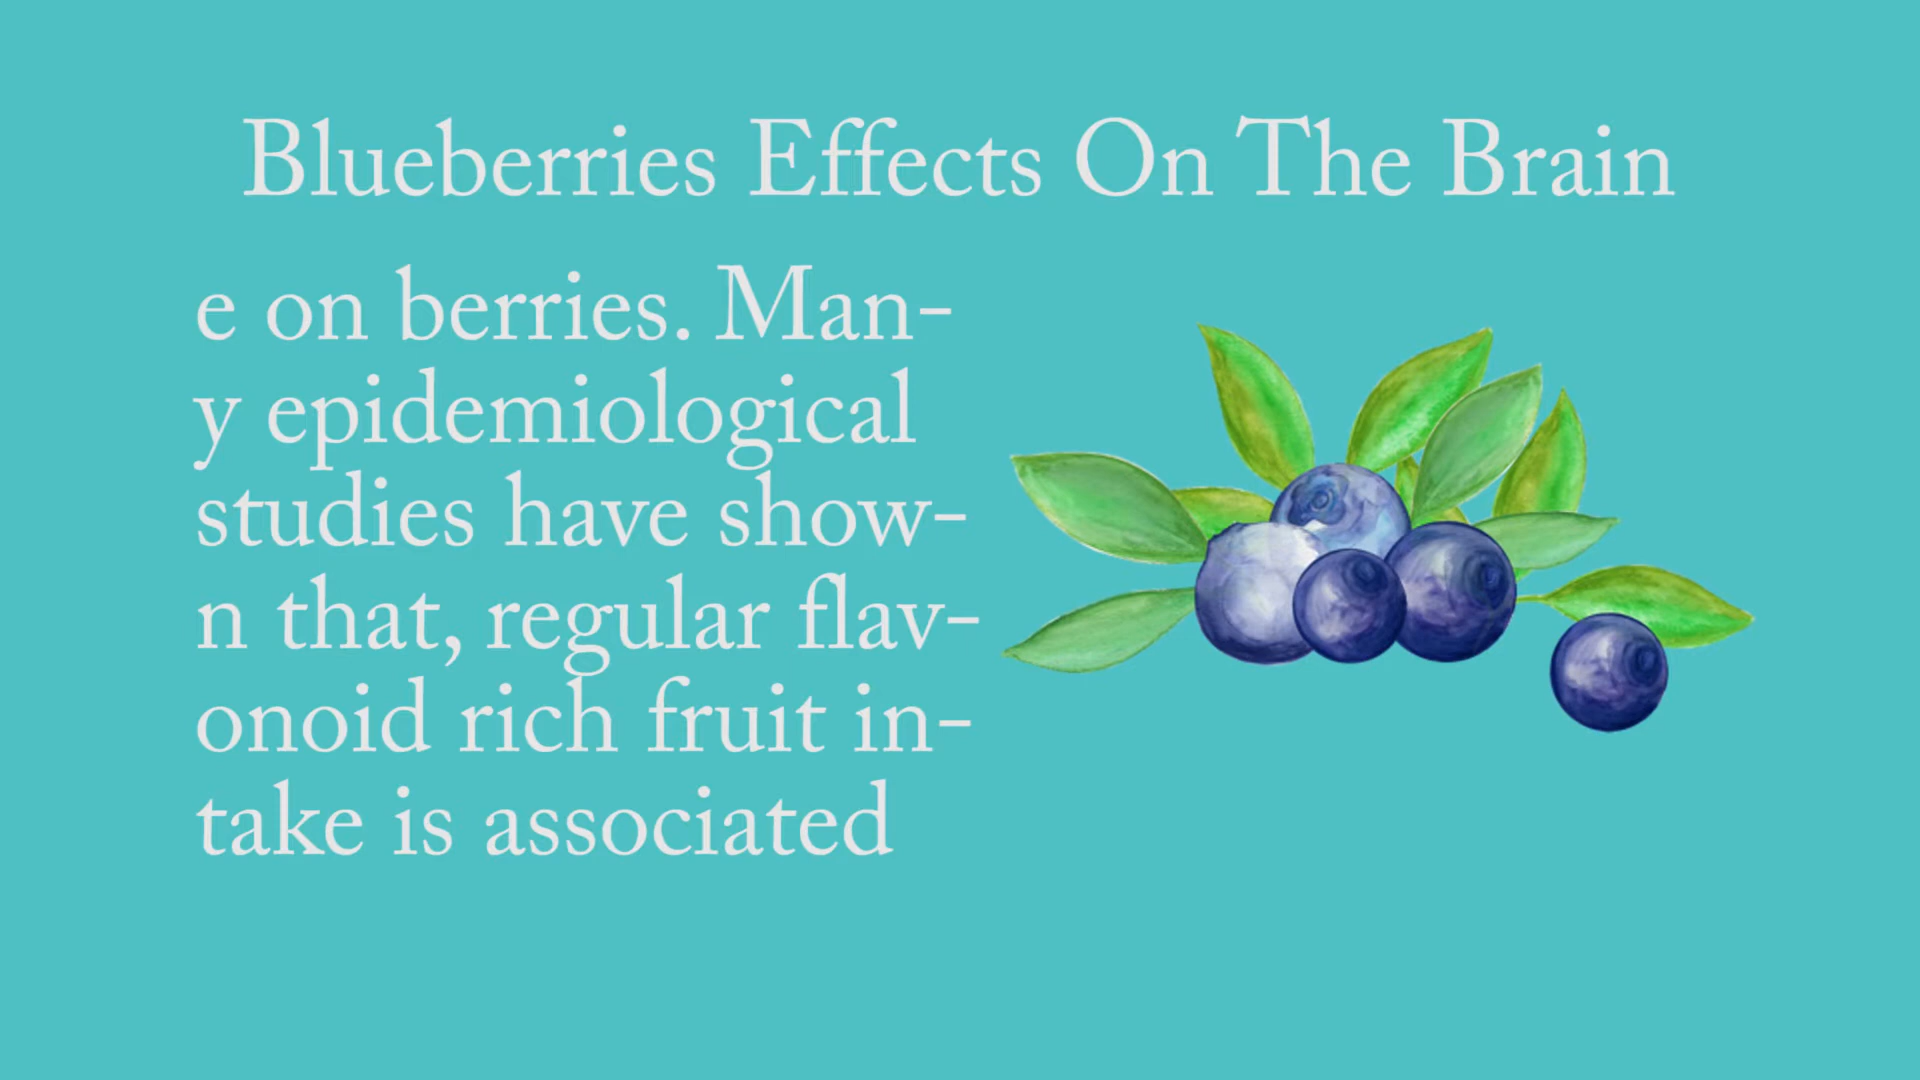 Blueberries Effects On The Brain
e on berries. Man-
y epidemiological
studies have show-
n that, regular flav-
onoid rich fruit in-
take is associated